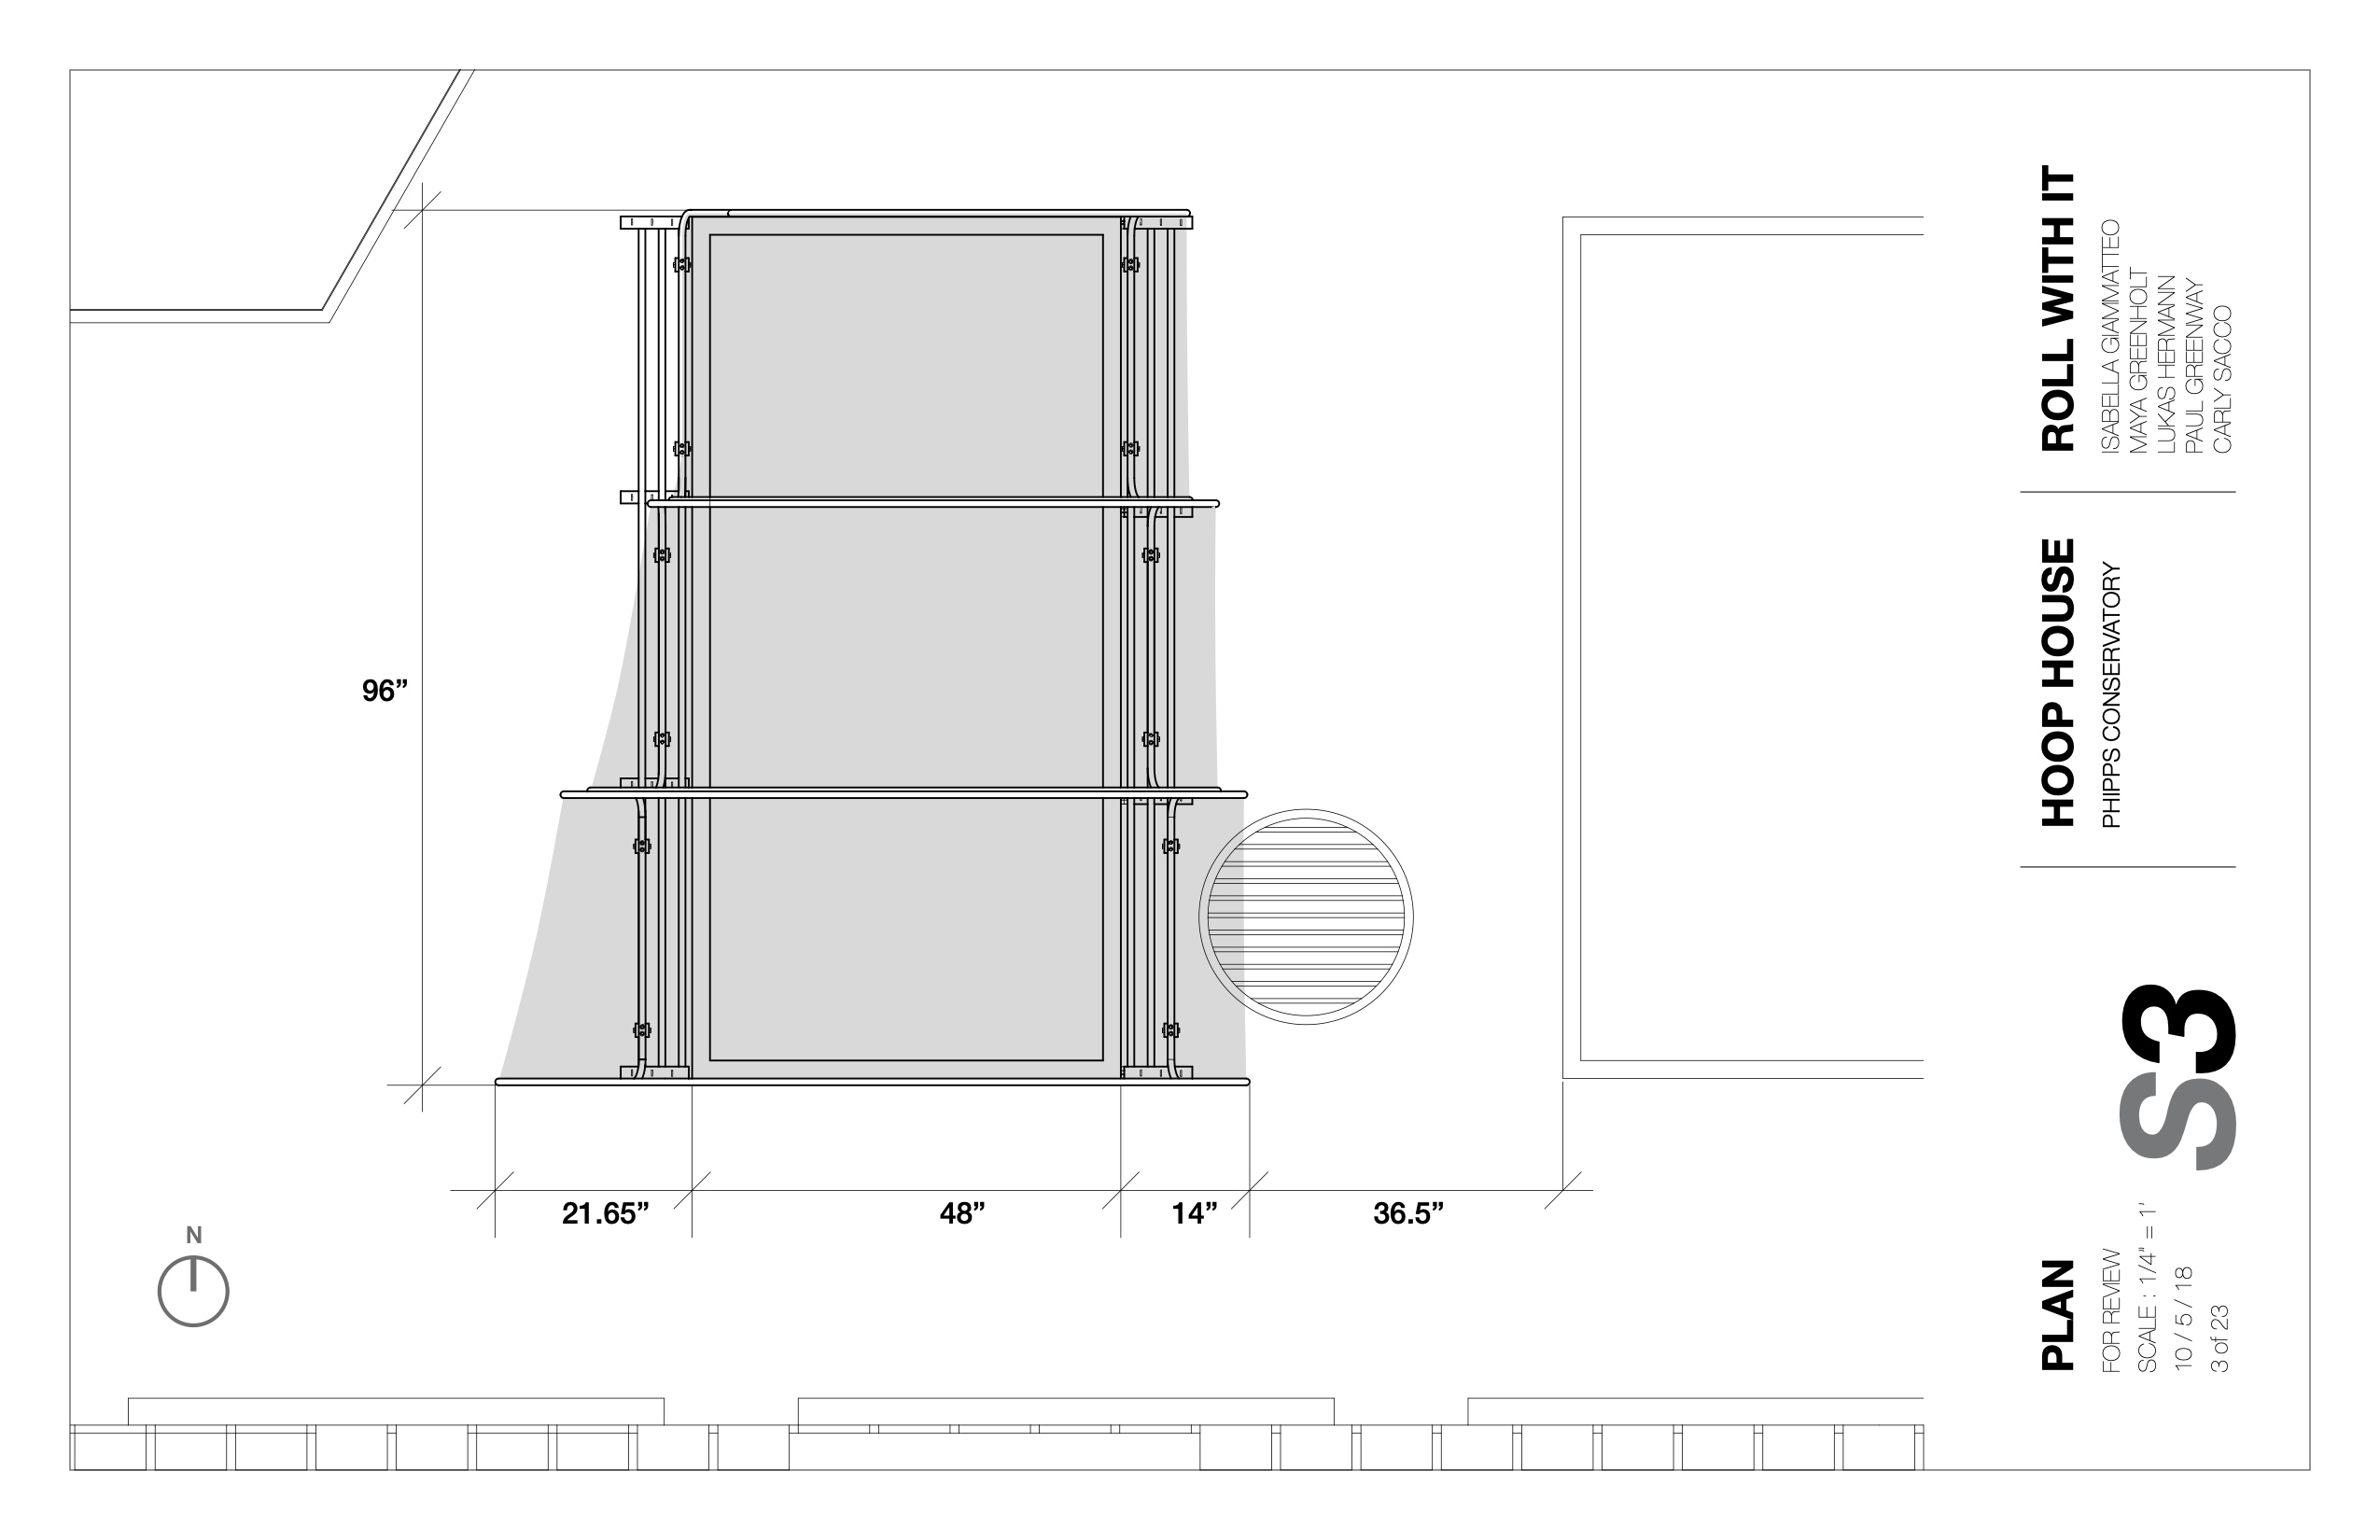 96”
21.65”
48”
14”
36.5”
N
ROLL WITH IT
ISABELLA GIAMMATTEO
MAYA GREENHOLT
LUKAS HERMANN
PAUL GREENWAY
CARLY SACCO
HOOP HOUSE
PHIPPS CONSERVATORY
S3
PLAN
FOR REVIEW
SCALE : 1/4" = 1'
10 / 5 / 18
3 of 23